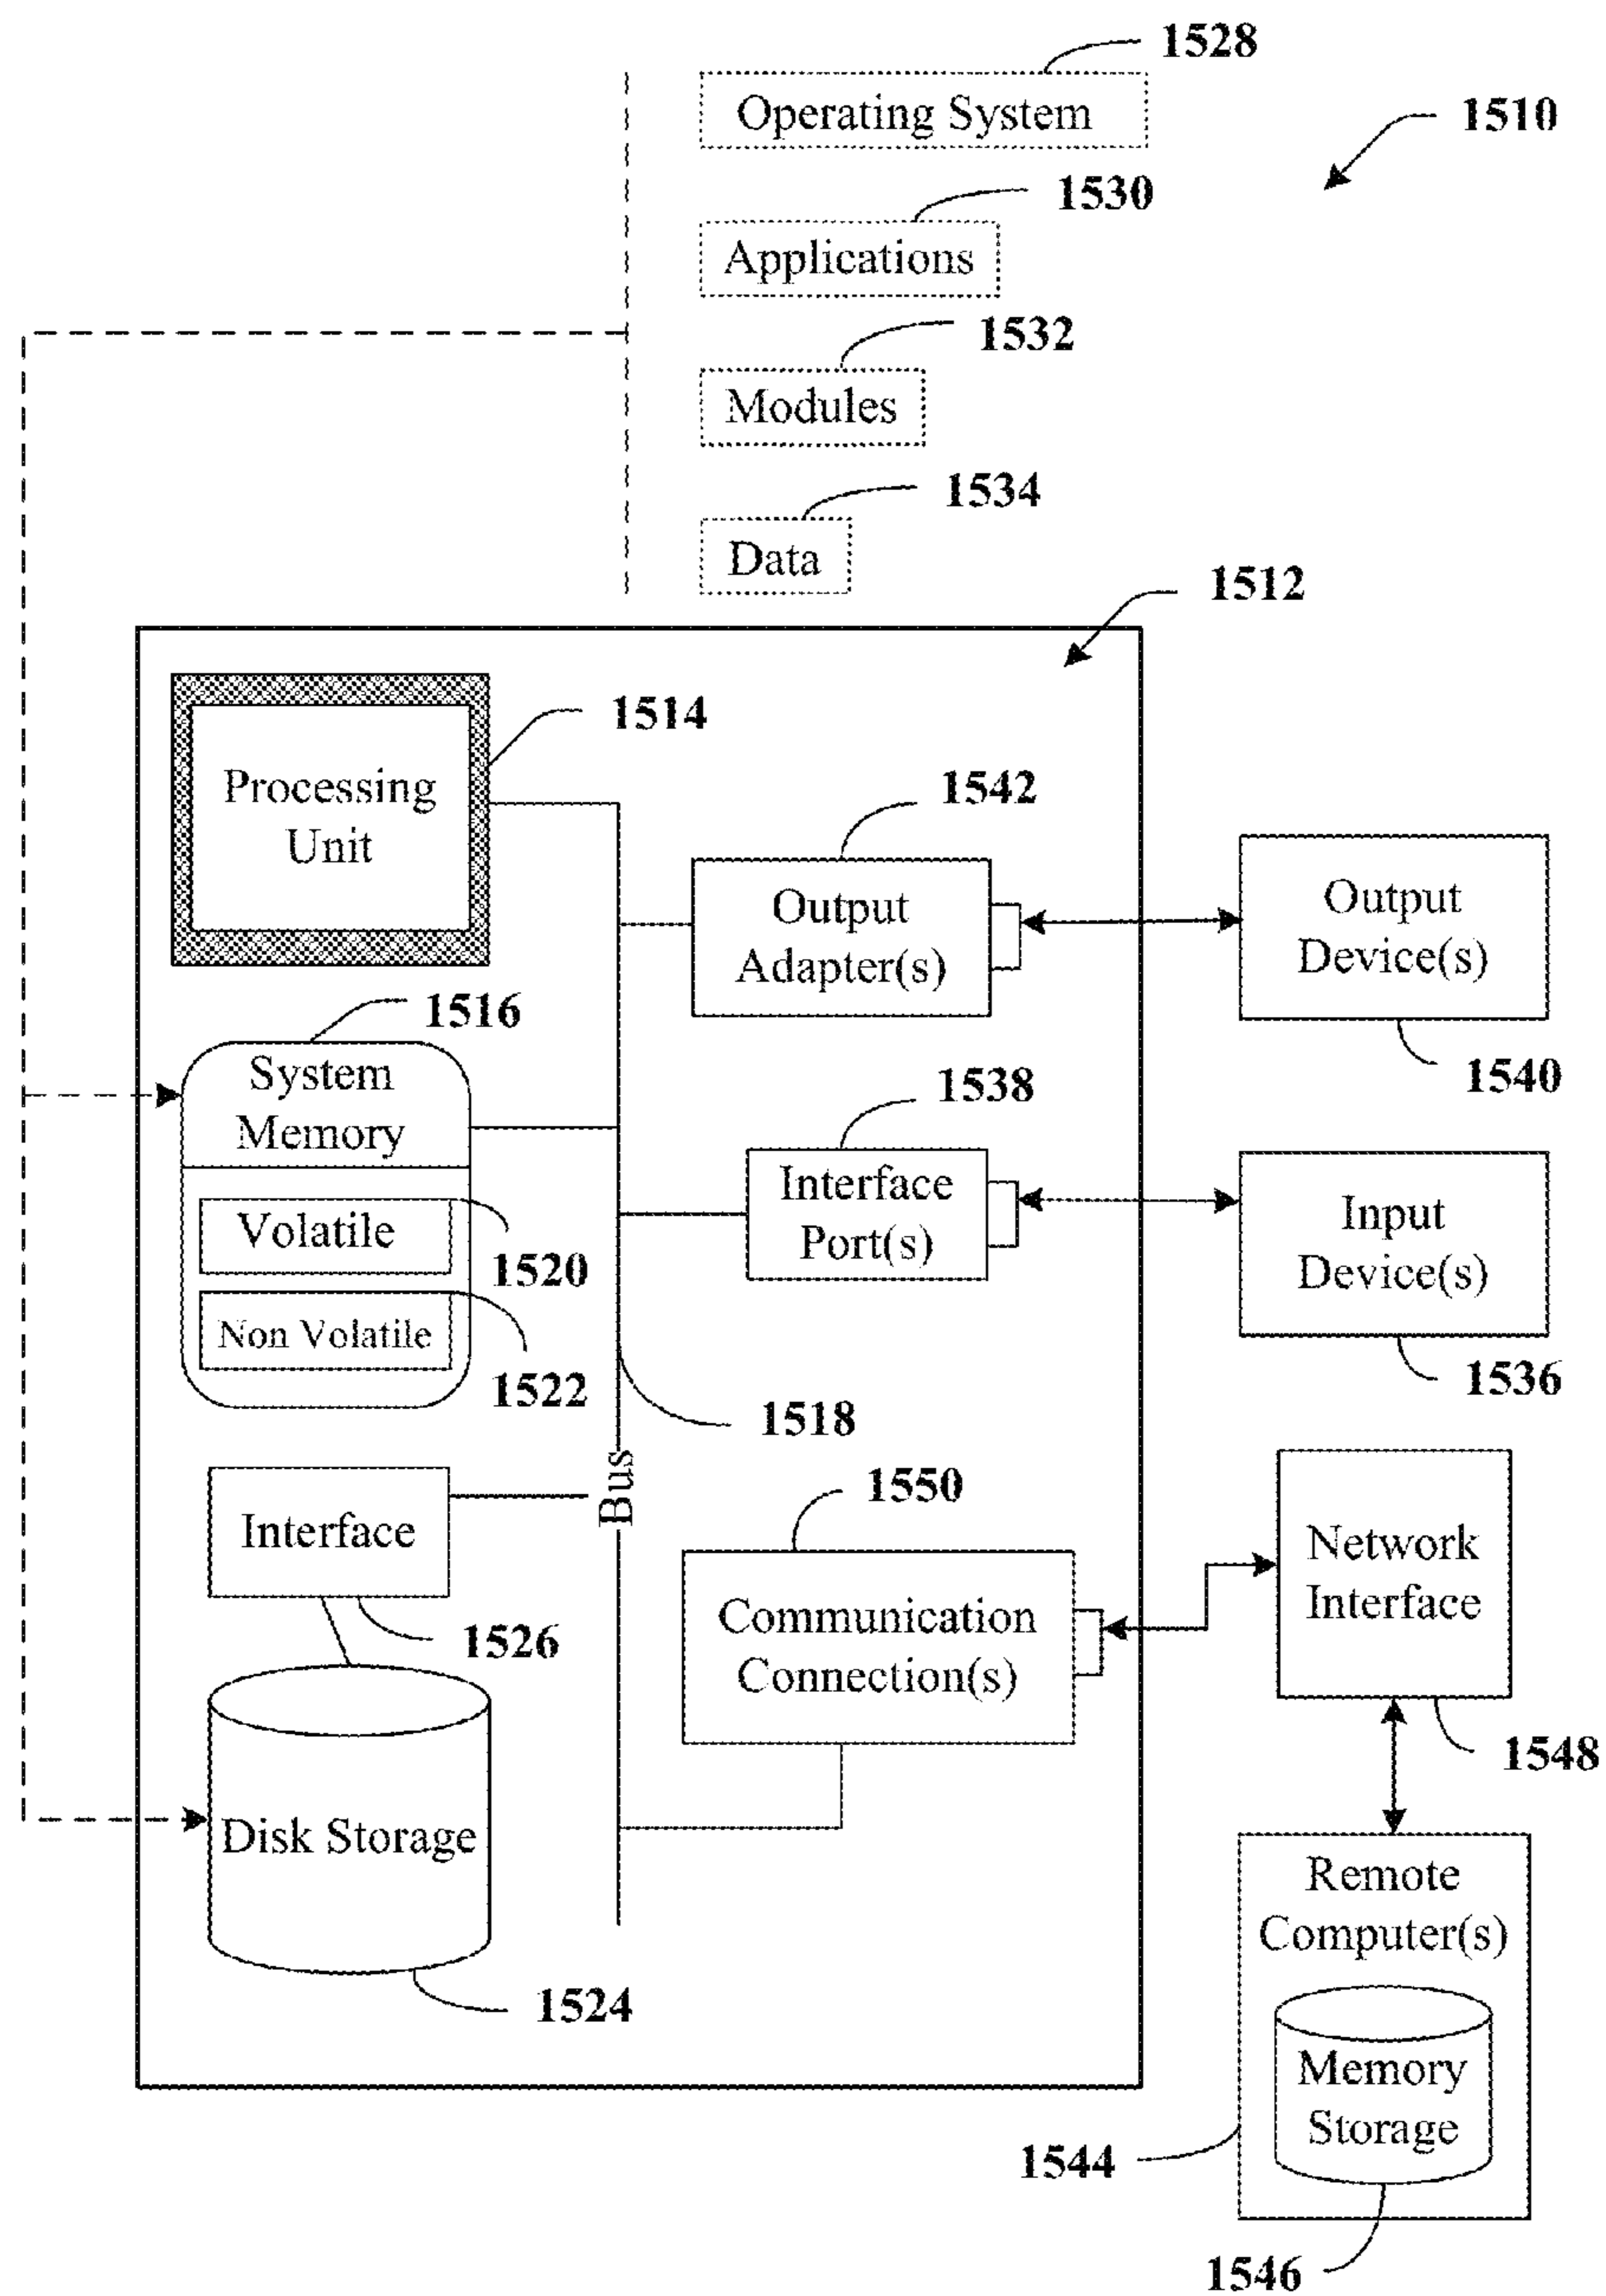 1528
Operating System
1510
1530
Applications
1532
Modules
1534
Data
1512
1514
Processing
Unit
1542
Output
Adapter(s)
Output
Device(s)
1540
1516
System
Memory
Volatile
1520
Non Volatile
1522
1538
Interface
Port(s)
Input
Device(s)
1536
1518
Bus
Interface
1526
1550
Communication
Connection(s)
Network
Interface
1548
Disk Storage
1524
Remote
Computer(s)
Memory
Storage
1544
1546